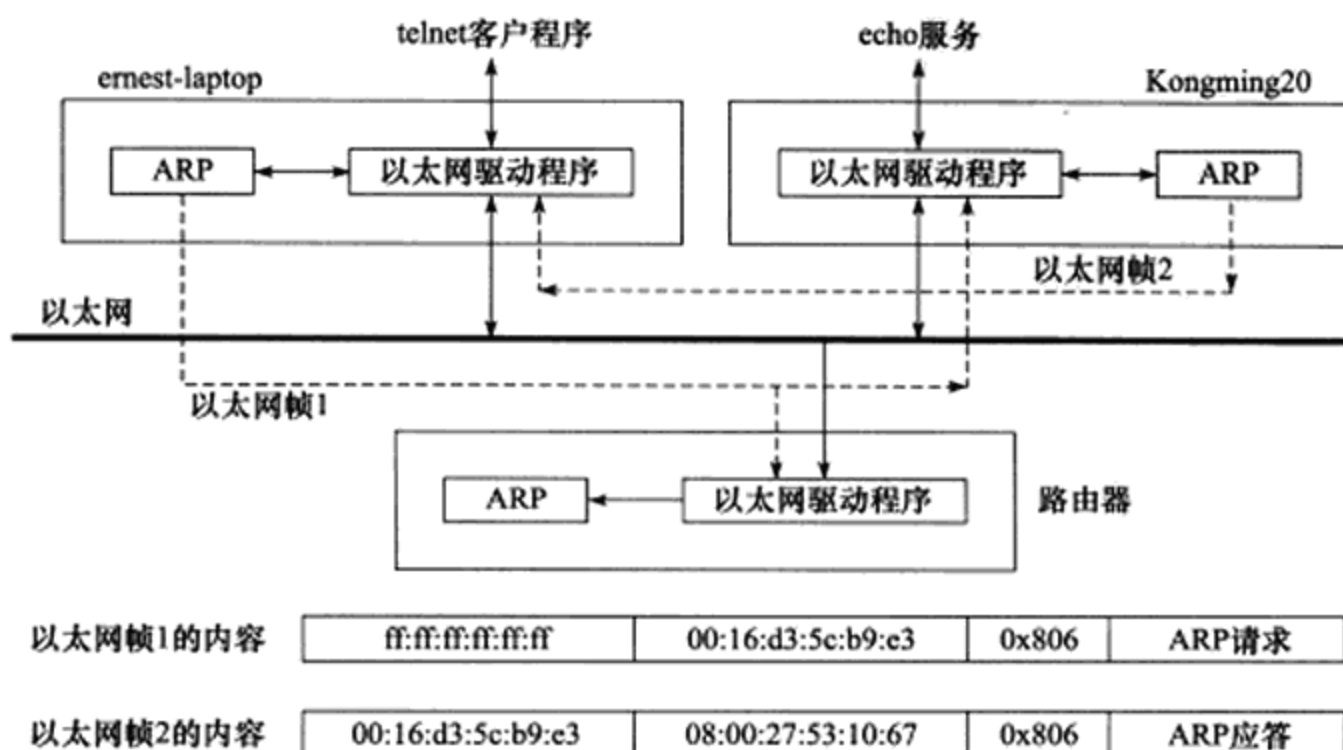 telnet客户程序
echo服务
ernest-laptop
Kongming20
ARP
以太网驱动程序
以太网驱动程序
ARP
以太网帧2
以太网
以太网帧1
ARP
以太网驱动程序
路由器
以太网帧1的内容 ff:ff:ff:ff:ff:ff 00:16:d3:5c:b9:e3 0x806 ARP请求
以太网帧2的内容 00:16:d3:5c:b9:e3 08:00:27:53:10:67 0x806 ARP应答